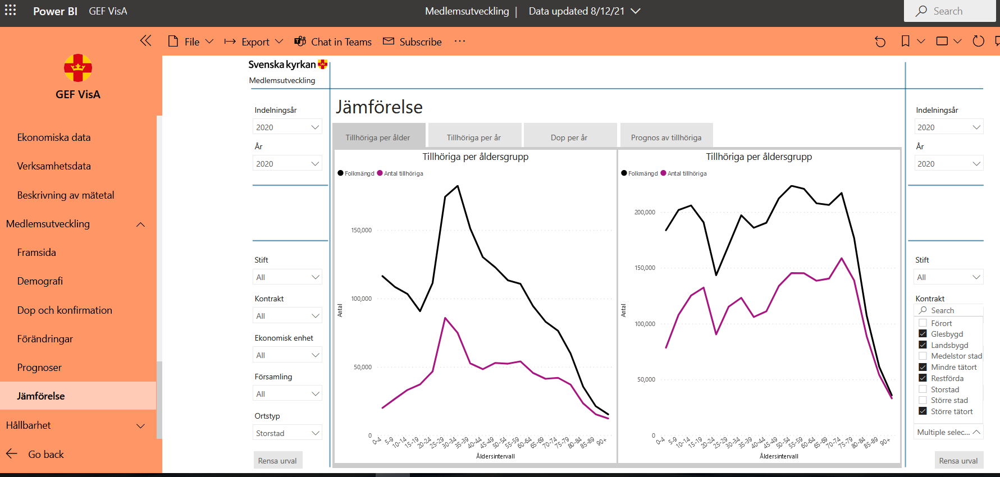 Power BI GEF VisA
Medlemsutveckling | Data updated 8/12/21
Search
File Export Chat in Teams Subscribe ...
GEF VisA
Ekonomiska data
Verksamhetsdata
Beskrivning av mätetal
Medlemsutveckling
Framsida
Demografi
Dop och konfirmation
Förändringar
Prognoser
Jämförelse
Hållbarhet
Go back
Svenska kyrkan
Medlemsutveckling
Indelningsår
2020
År
2020
Stift
All
Kontrakt
All
Ekonomisk enhet
All
Församling
All
Ortstyp
Storstad
Rensa urval
Jämförelse
Tillhöriga per ålder
Tillhöriga per år
Dop per år
Prognos av tillhöriga
Tillhöriga per åldersgrupp
Folkmängd Antal tillhöriga
Antal
150,000
100,000
50,000
0
0-4 5-9 10-14 15-19 20-24 25-29 30-34 35-39 40-44 45-49 50-54 55-59 60-64 65-69 70-74 75-79 80-84 85-89 90+
Åldersintervall
Tillhöriga per åldersgrupp
Folkmängd Antal tillhöriga
Antal
200,000
150,000
100,000
50,000
0
0-4 5-9 10-14 15-19 20-24 25-29 30-34 35-39 40-44 45-49 50-54 55-59 60-64 65-69 70-74 75-79 80-84 85-89 90+
Åldersintervall
Indelningsår
2020
År
2020
Stift
All
Kontrakt
Search
Förort
Glesbygd
Landsbygd
Medelstor stad
Mindre tätort
Restförda
Storstad
Större stad
Större tätort
Multiple selec...
Rensa urval